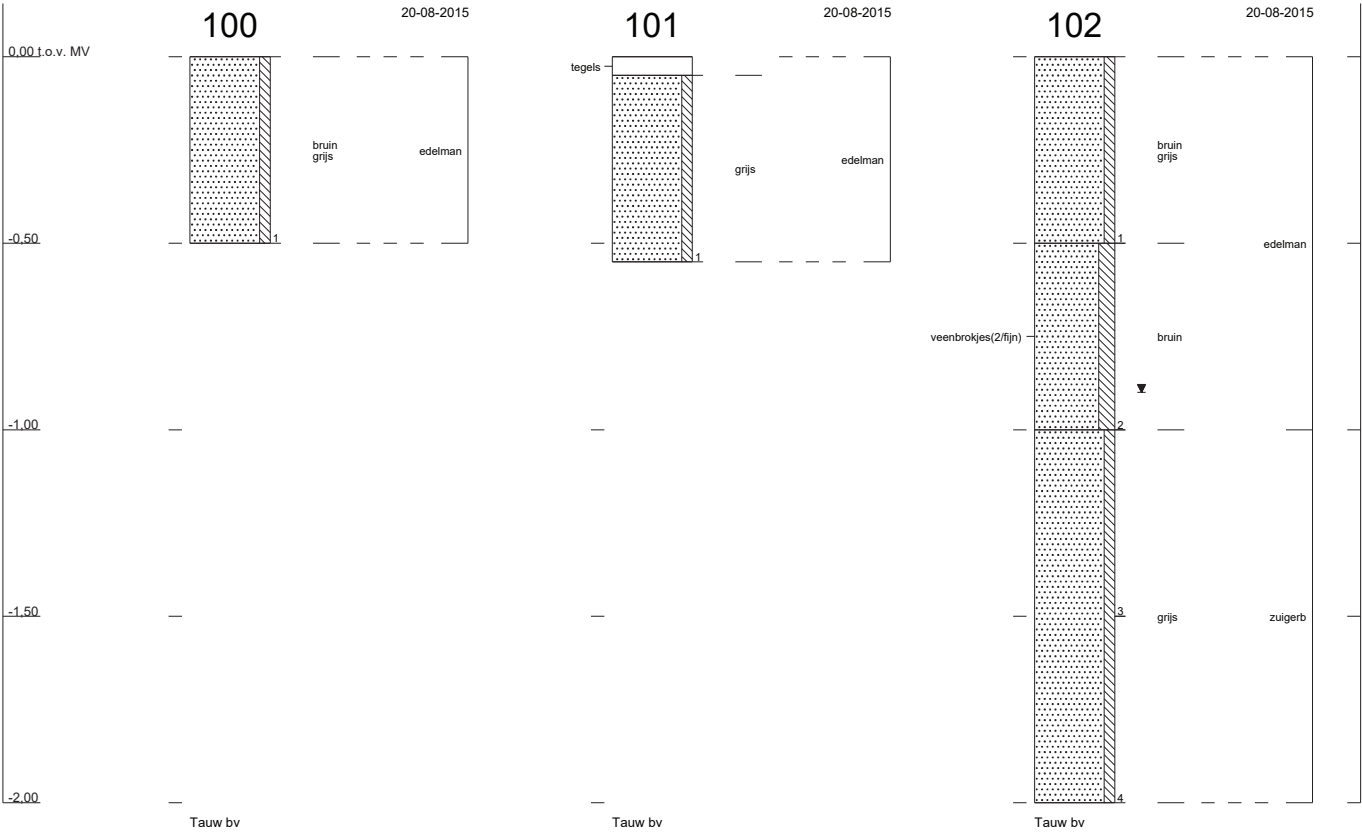 100
20-08-2015
101
20-08-2015
102
20-08-2015
0,00 t.o.v. MV
tegels
bruin
grijs
edelman
grijs
edelman
bruin
grijs
-0,50
1
1
1
edelman
veenbrokjes(2/fijn)
bruin
-1,00
2
-1,50
3
grijs
zuigerb
-2,00
4
Tauw bv
Tauw bv
Tauw bv